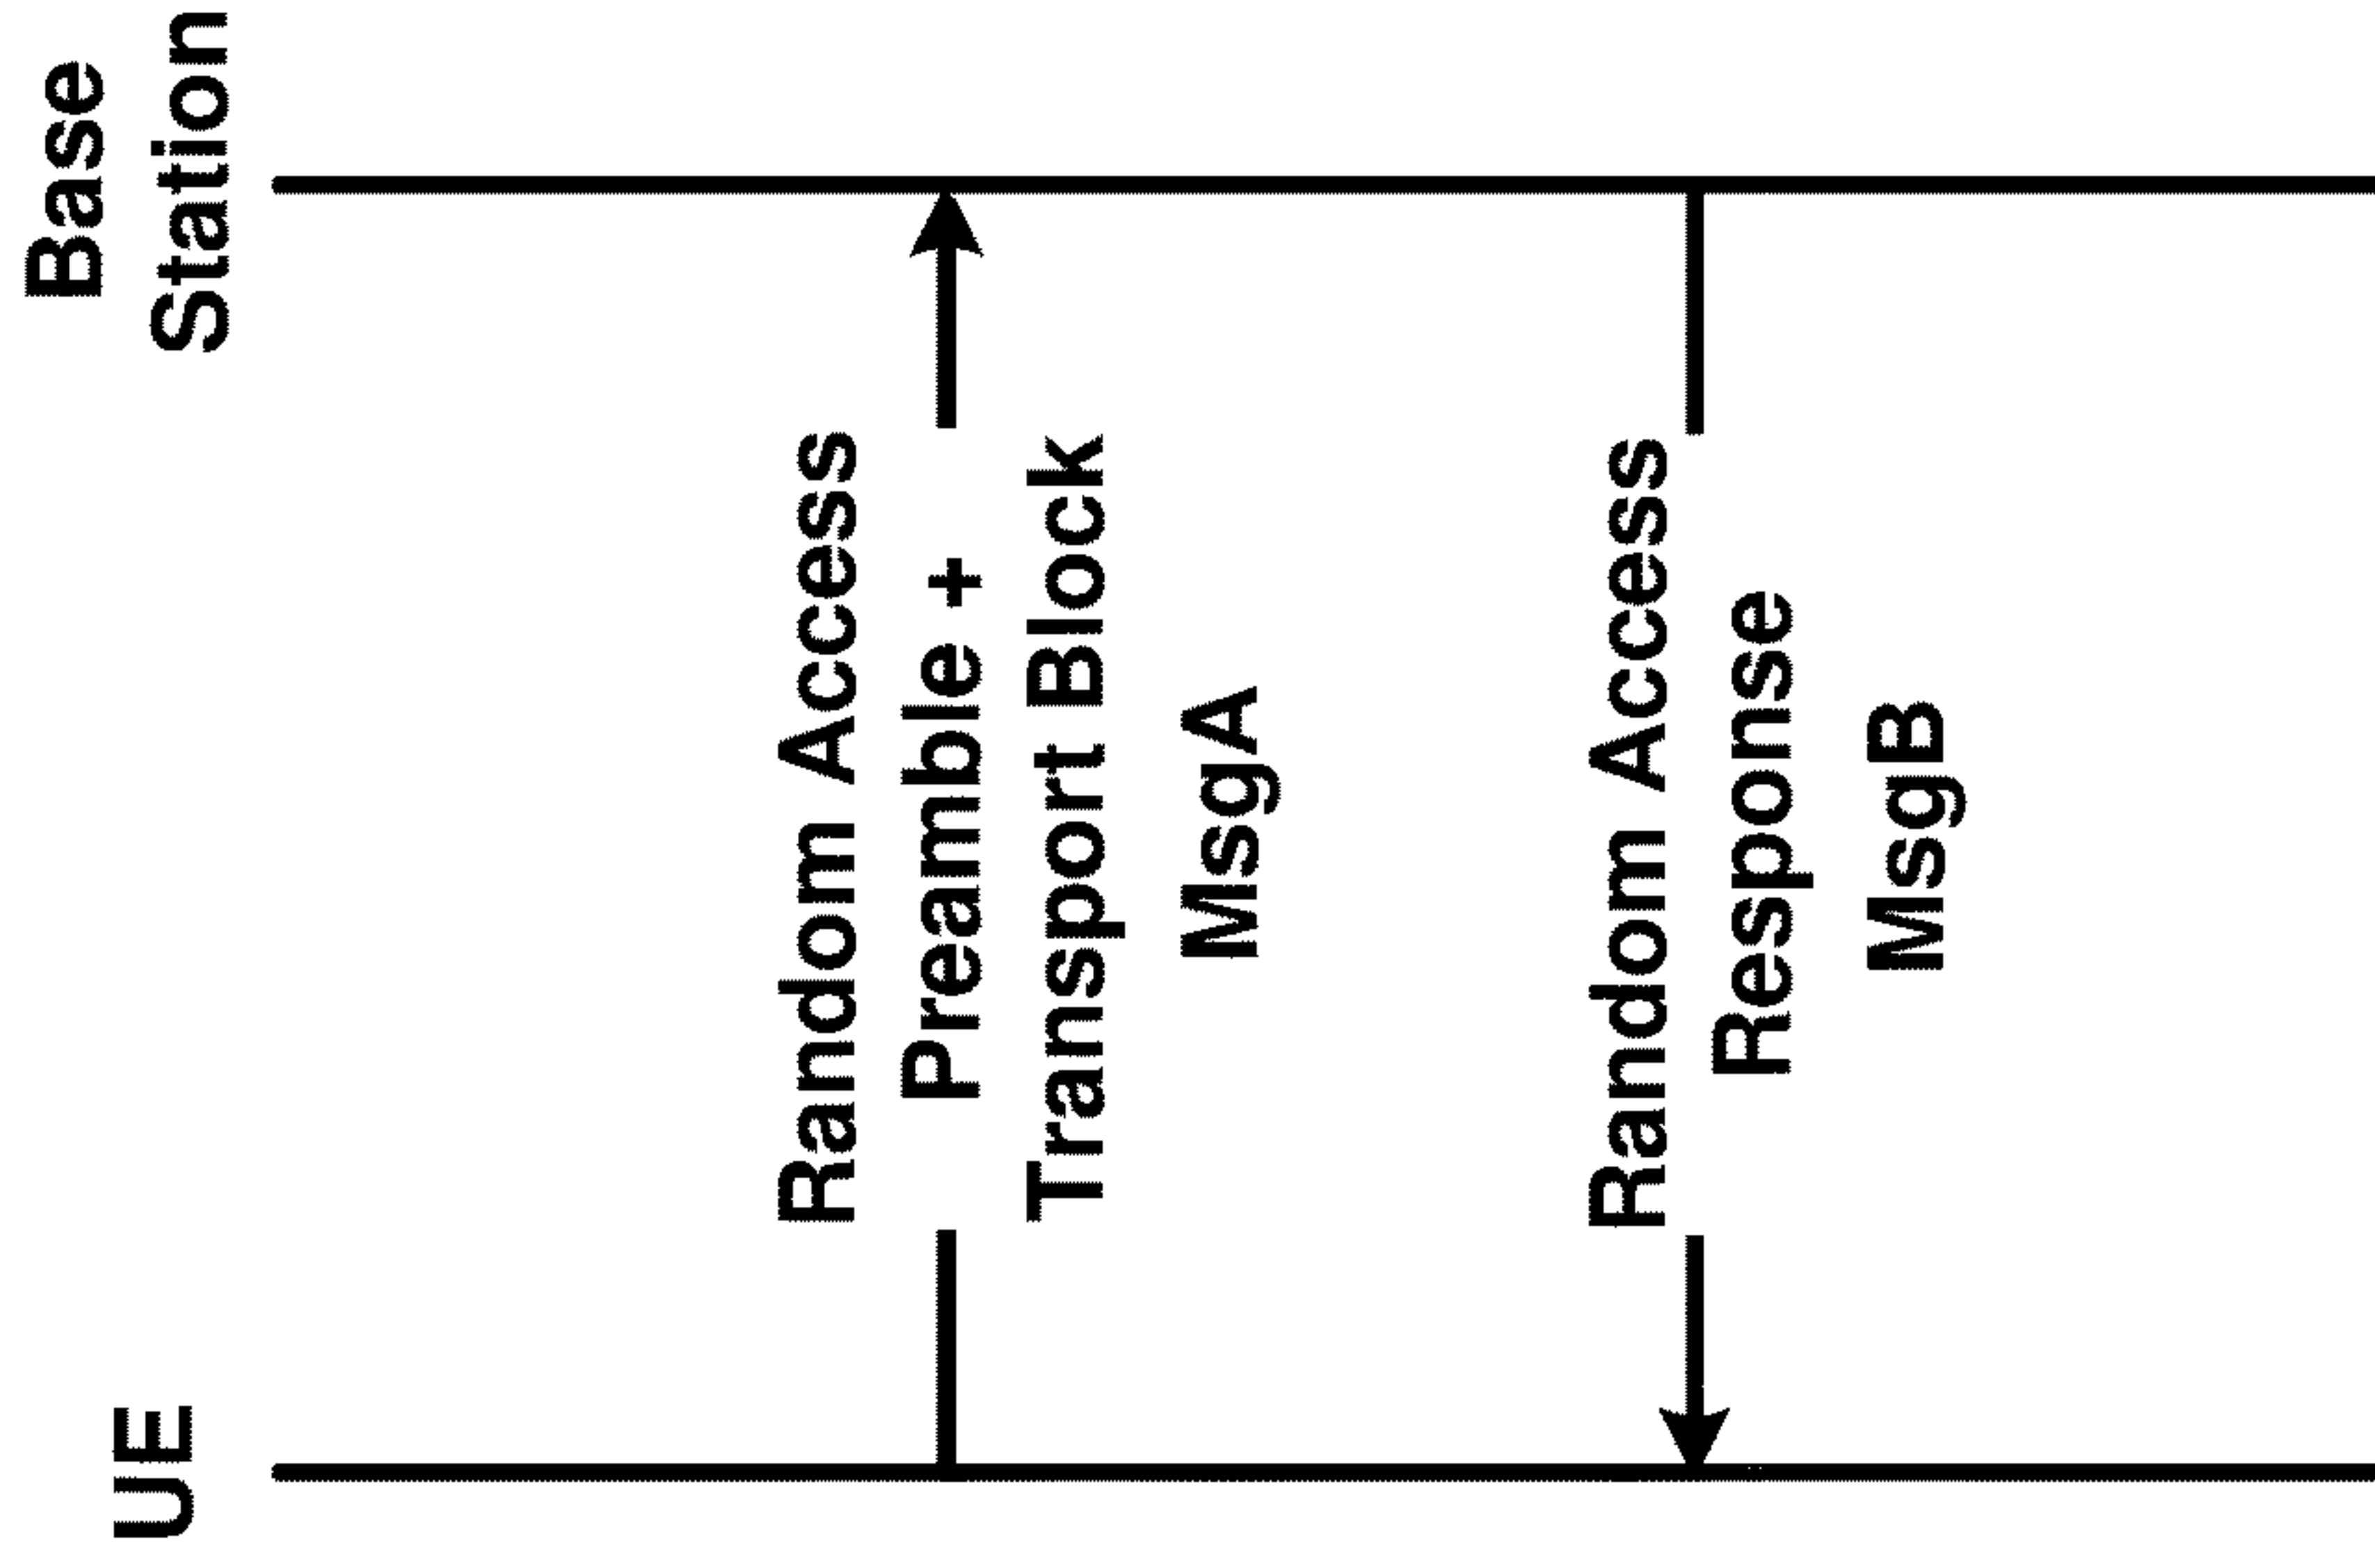 UE
Base
Station
Random Access
Preamble +
Transport Block
MsgA
Random Access
Response
MsgB